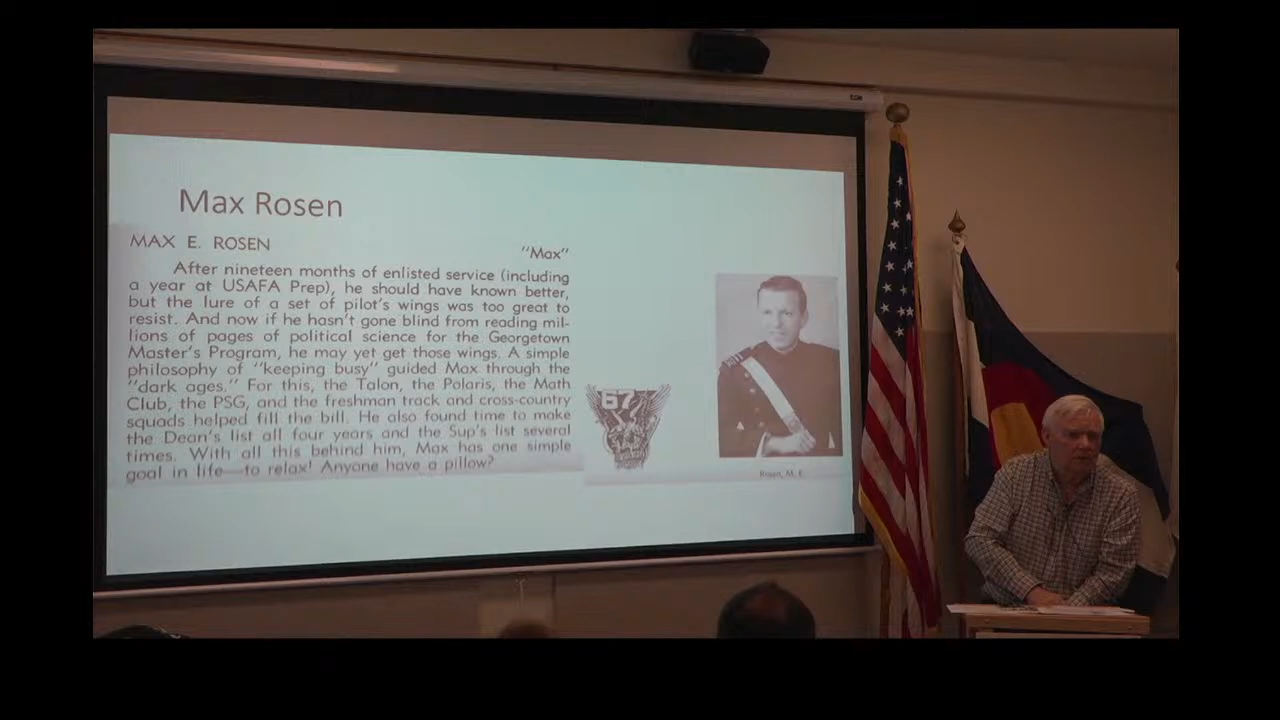 Max Rosen
MAX E. ROSEN
"Max"
After nineteen months of enlisted service (including
a year at USAFA Prep), he should have known better,
but the lure of a set of pilot's wings was too great to
resist. And now if he hasn't gone blind from reading mil-
lions of pages of political science for the Georgetown
Master's Program, he may yet get those wings. A simple
philosophy of "keeping busy" guided Max through the
"dark ages." For this, the Talon, the Polaris, the Math
Club, the PSG, and the freshman track and cross-country
squads helped fill the bill. He also found time to make
the Dean's list all four years and the Sup's list several
times. With all this behind him, Max has one simple
goal in life—to relax! Anyone have a pillow?
67
Rosen, M. E.